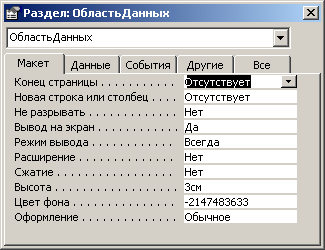 Раздел: ОбластьДанных
ОбластьДанных
Макет Данные События Другие Все
Конец страницы . . . . . . . . . . . Отсутствует
Новая строка или столбец . . . . Отсутствует
Не разрывать . . . . . . . . . . . . . Нет
Вывод на экран . . . . . . . . . . . Да
Режим вывода . . . . . . . . . . . . Всегда
Расширение . . . . . . . . . . . . . . Нет
Сжатие . . . . . . . . . . . . . . . . . Нет
Высота . . . . . . . . . . . . . . . . . 3см
Цвет фона . . . . . . . . . . . . . . . -2147483633
Оформление . . . . . . . . . . . . . Обычное